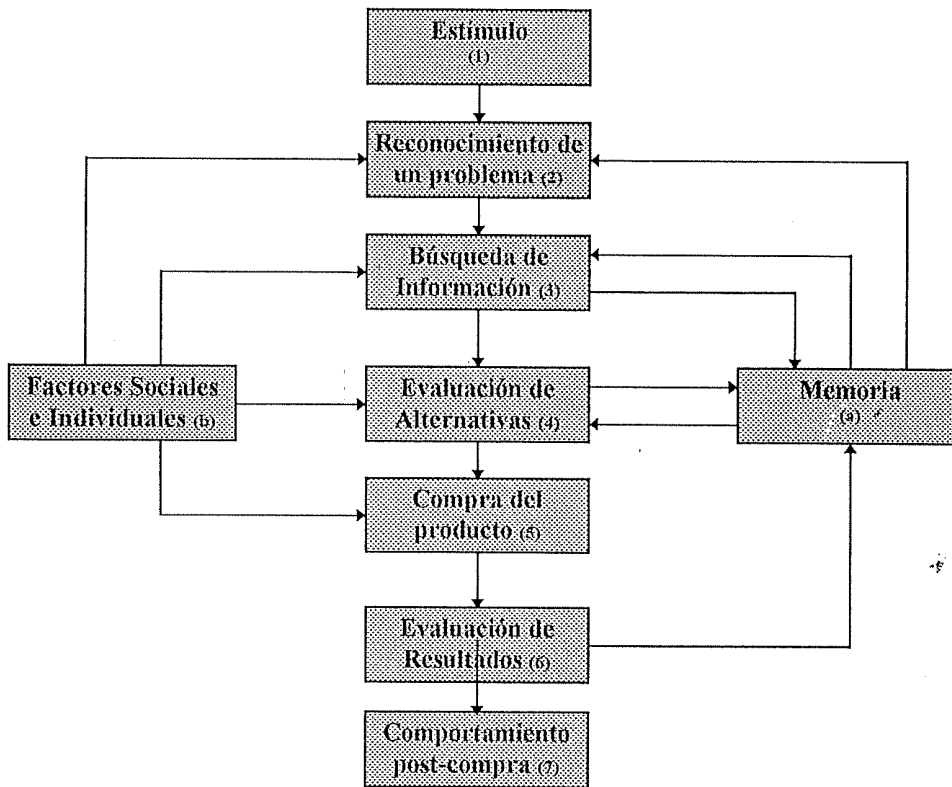 Estímulo
(1)
Reconocimiento de
un problema (2)
Búsqueda de
Información (3)
Factores Sociales
e Individuales (b)
Evaluación de
Alternativas (4)
Memoria
(a)
Compra del
producto (5)
Evaluación de
Resultados (6)
Comportamiento
post-compra (7)